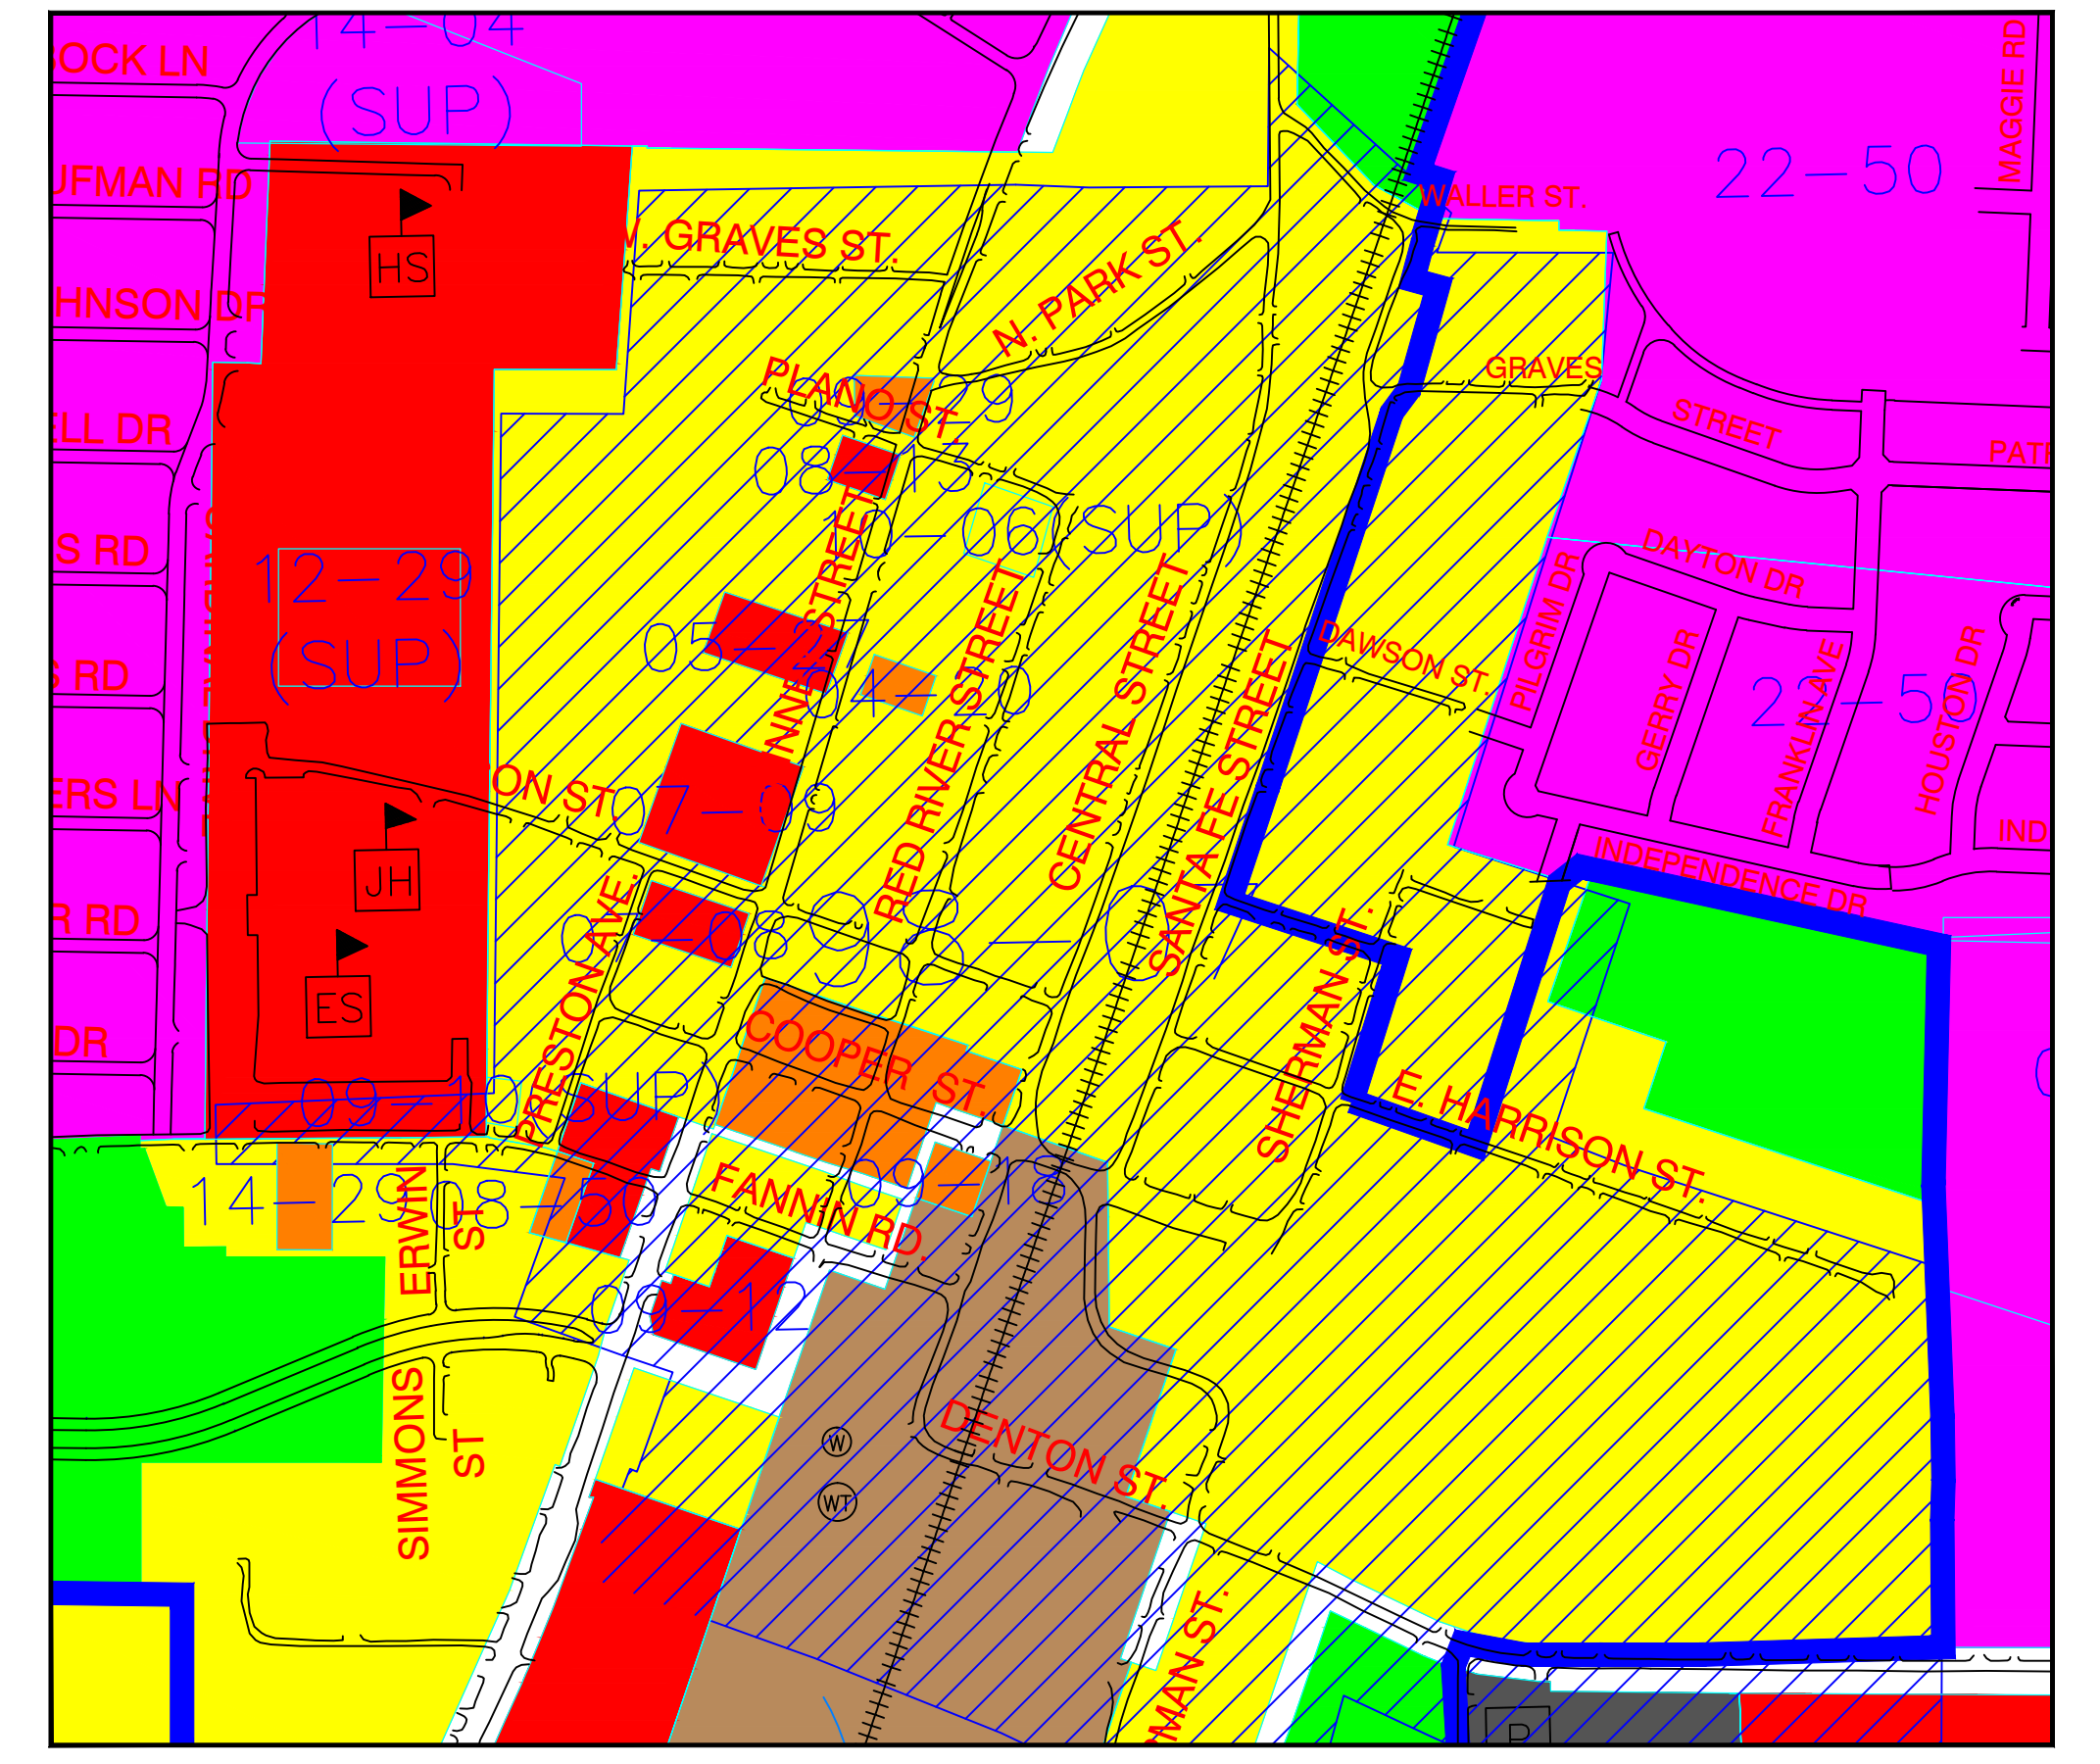 14-04
(SUP)
OCK LN
UFMAN RD
HNSON DR
ELL DR
S RD
S RD
ERS LN
R RD
DR
HS
12-29
(SUP)
JH
ES
MAGGIE RD
22-50
WALLER ST.
W. GRAVES ST.
N. PARK ST.
GRAVES
STREET
PLANO ST.
08-13
10-06(SUP)
STREET
05-27
04-20
RED RIVER STREET
CENTRAL STREET
SANTA FE STREET
DAWSON ST.
DAYTON DR
PILGRIM DR
GERRY DR
FRANKLIN AVE
HOUSTON DR
22-50
IND
INDEPENDENCE DR
ON ST.
07-09
PRESTON AVE.
SHERMAN ST.
E. HARRISON ST.
COOPER ST.
09-10(SUP)
14-29
08-50
09-18
FANNIN RD.
09-12
ERWIN
ST
SIMMONS
ST
W
WT
DENTON ST.
RMAN ST.
P